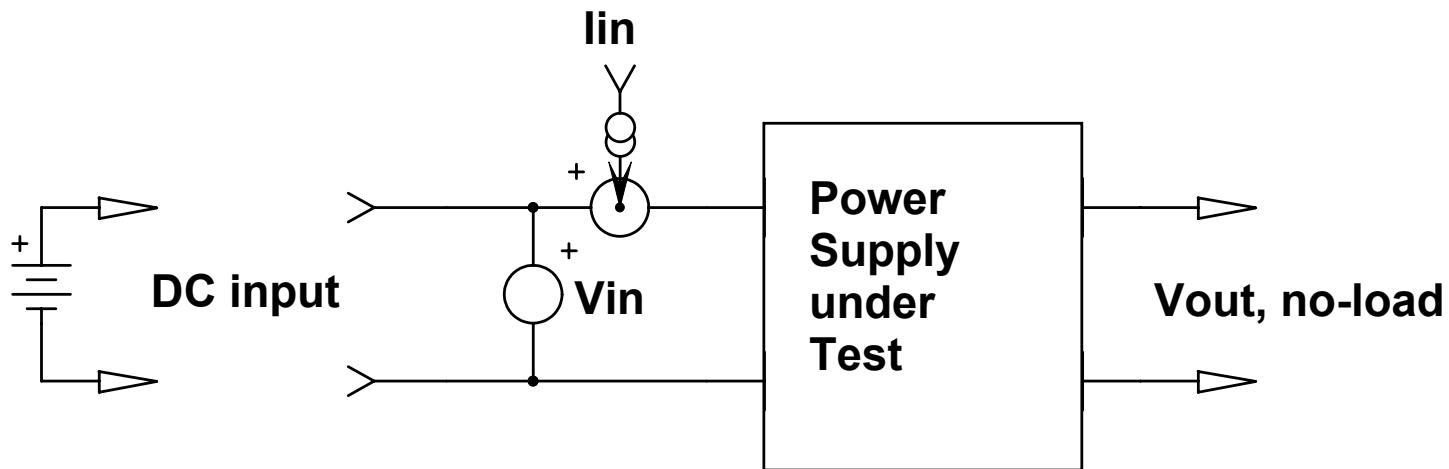 Iin
+
Power
Supply
under
Test
+
+
DC input
Vin
Vout, no-load